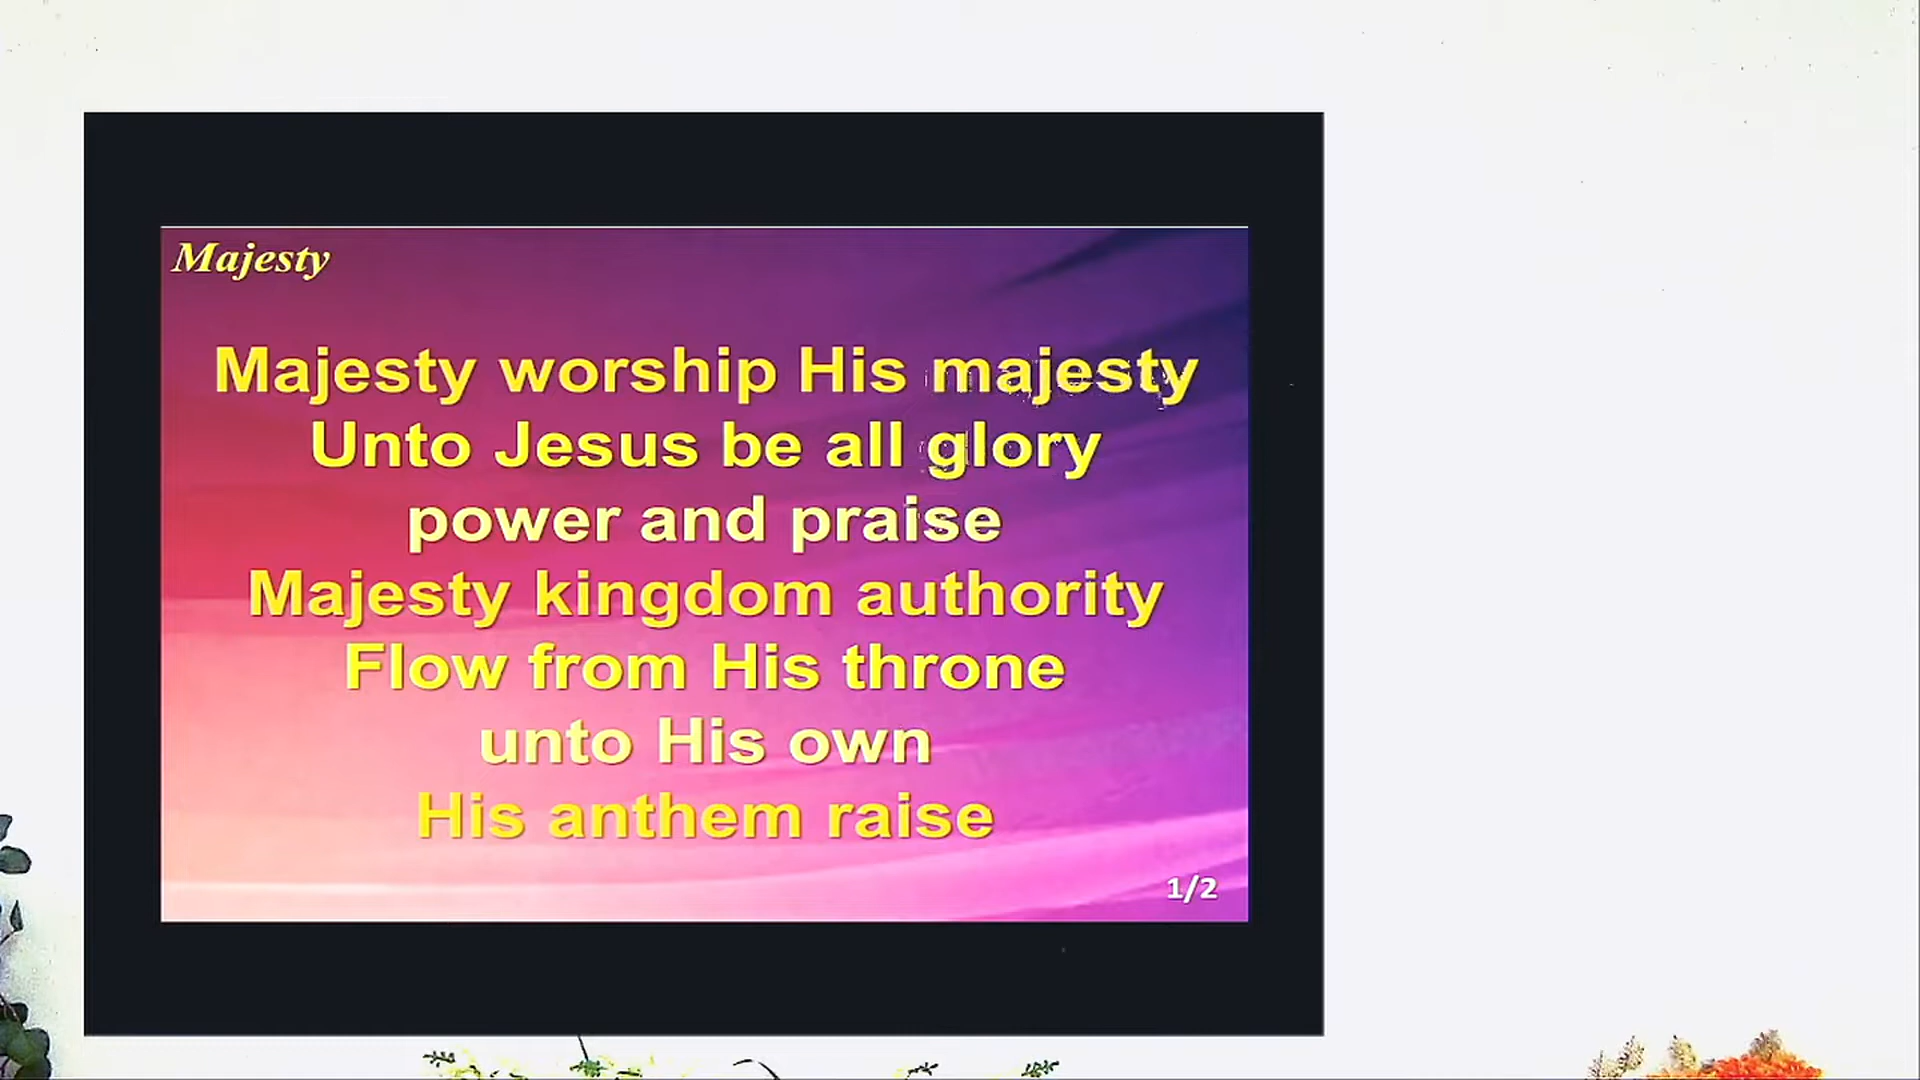 Majesty
Majesty worship His majesty
Unto Jesus be all glory
power and praise
Majesty kingdom authority
Flow from His throne
unto His own
His anthem raise
1/2